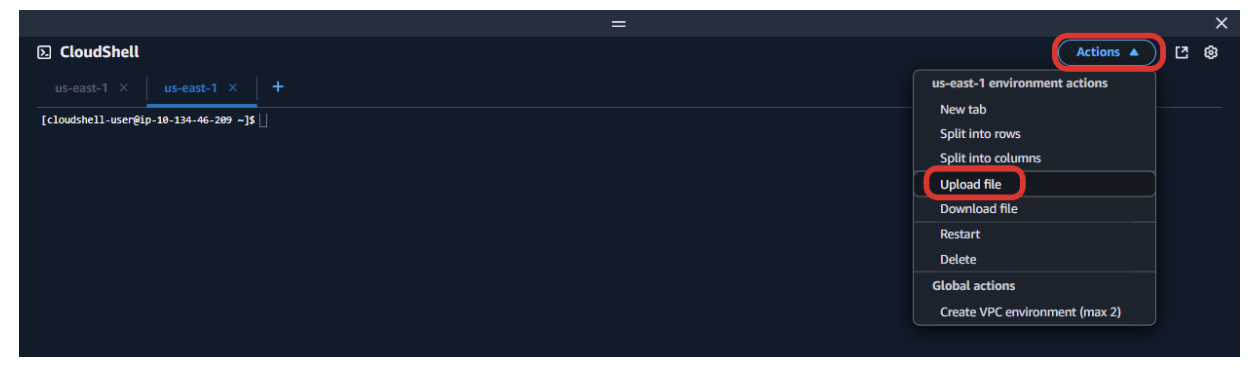 CloudShell
Actions
us-east-1
us-east-1
[cloudshell-user@ip-10-134-46-209 ~]$
us-east-1 environment actions
New tab
Split into rows
Split into columns
Upload file
Download file
Restart
Delete
Global actions
Create VPC environment (max 2)